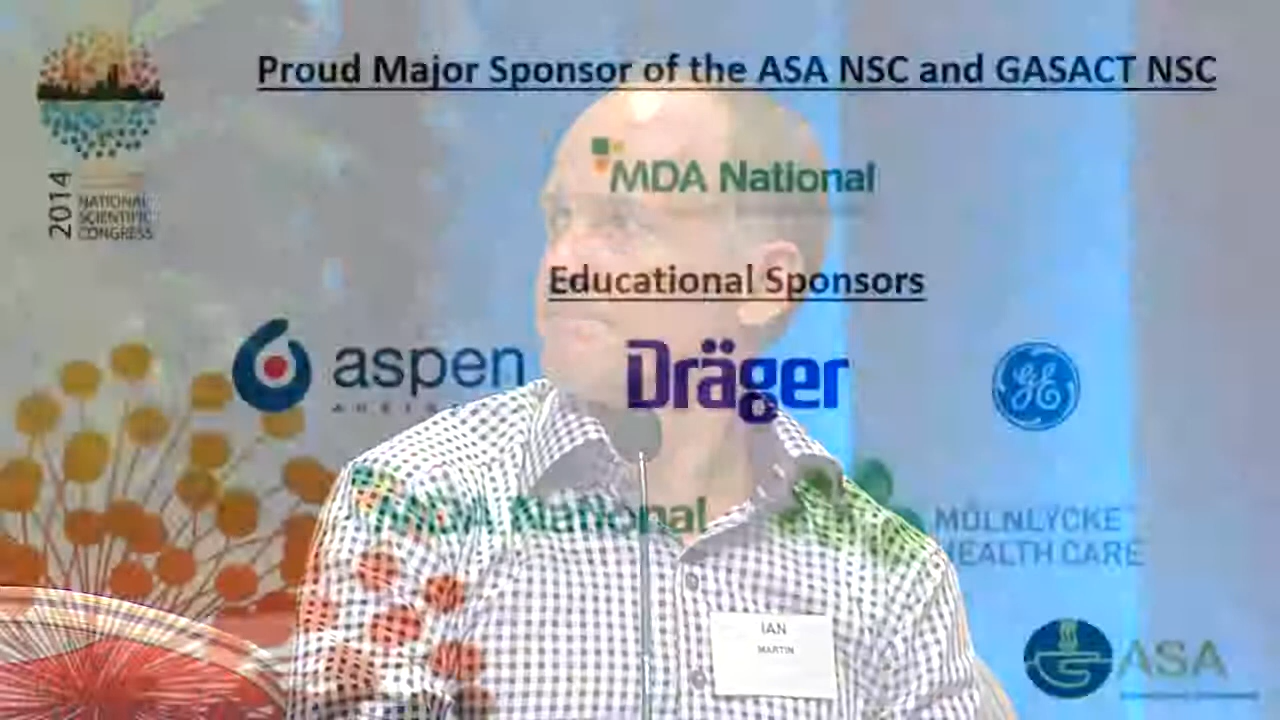 Proud Major Sponsor of the ASA NSC and GASACT NSC
MDA National
2014
NATIONAL
SCIENTIFIC
CONGRESS
Educational Sponsors
aspen
Dräger
GE
MDA National
MÖLNLYCKE
HEALTH CARE
IAN
MARTIN
ASA